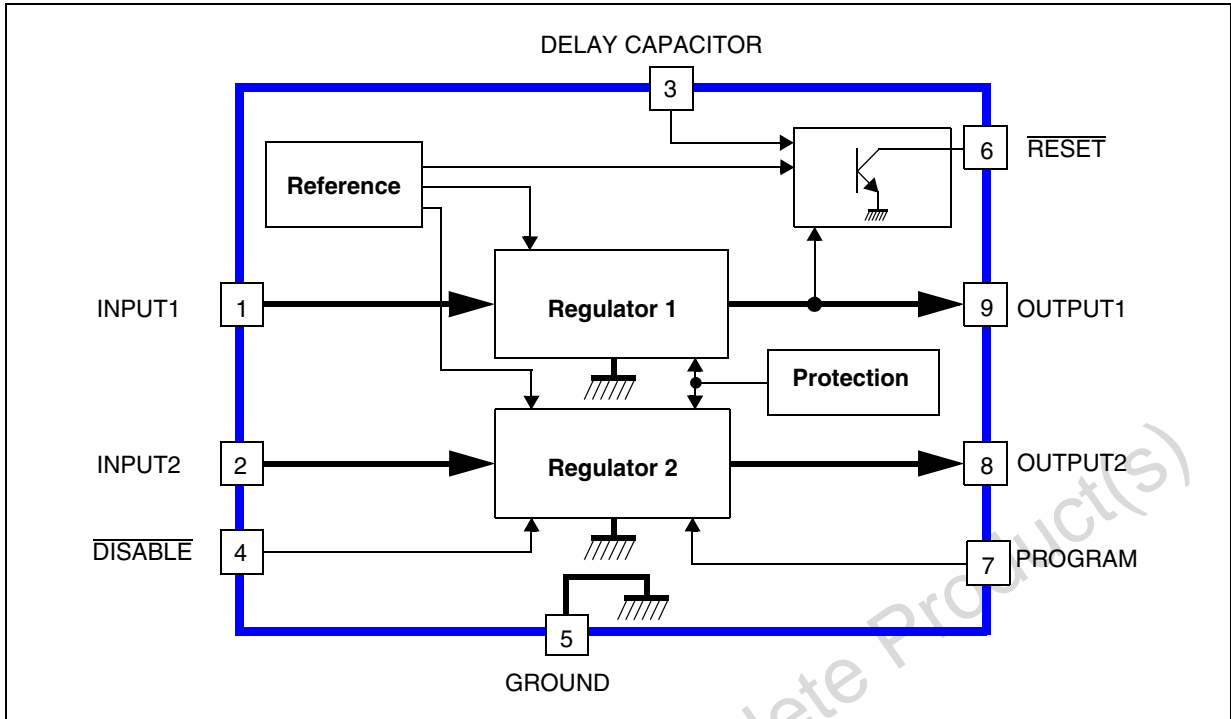 DELAY CAPACITOR
3
6
RESET
Reference
INPUT1
1
Regulator 1
9
OUTPUT1
Protection
INPUT2
2
Regulator 2
8
OUTPUT2
DISABLE
4
7
PROGRAM
5
GROUND
Product(s)